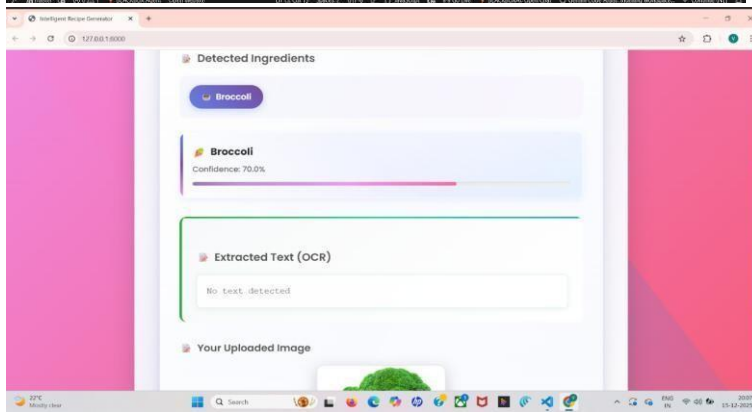 Intelligent Recipe Generator
127.0.0.1:8000
Detected Ingredients
Broccoli
Broccoli
Confidence: 70.0%
Extracted Text (OCR)
No text detected
Your Uploaded Image
22°C
Mostly clear
Search
ENG
IN